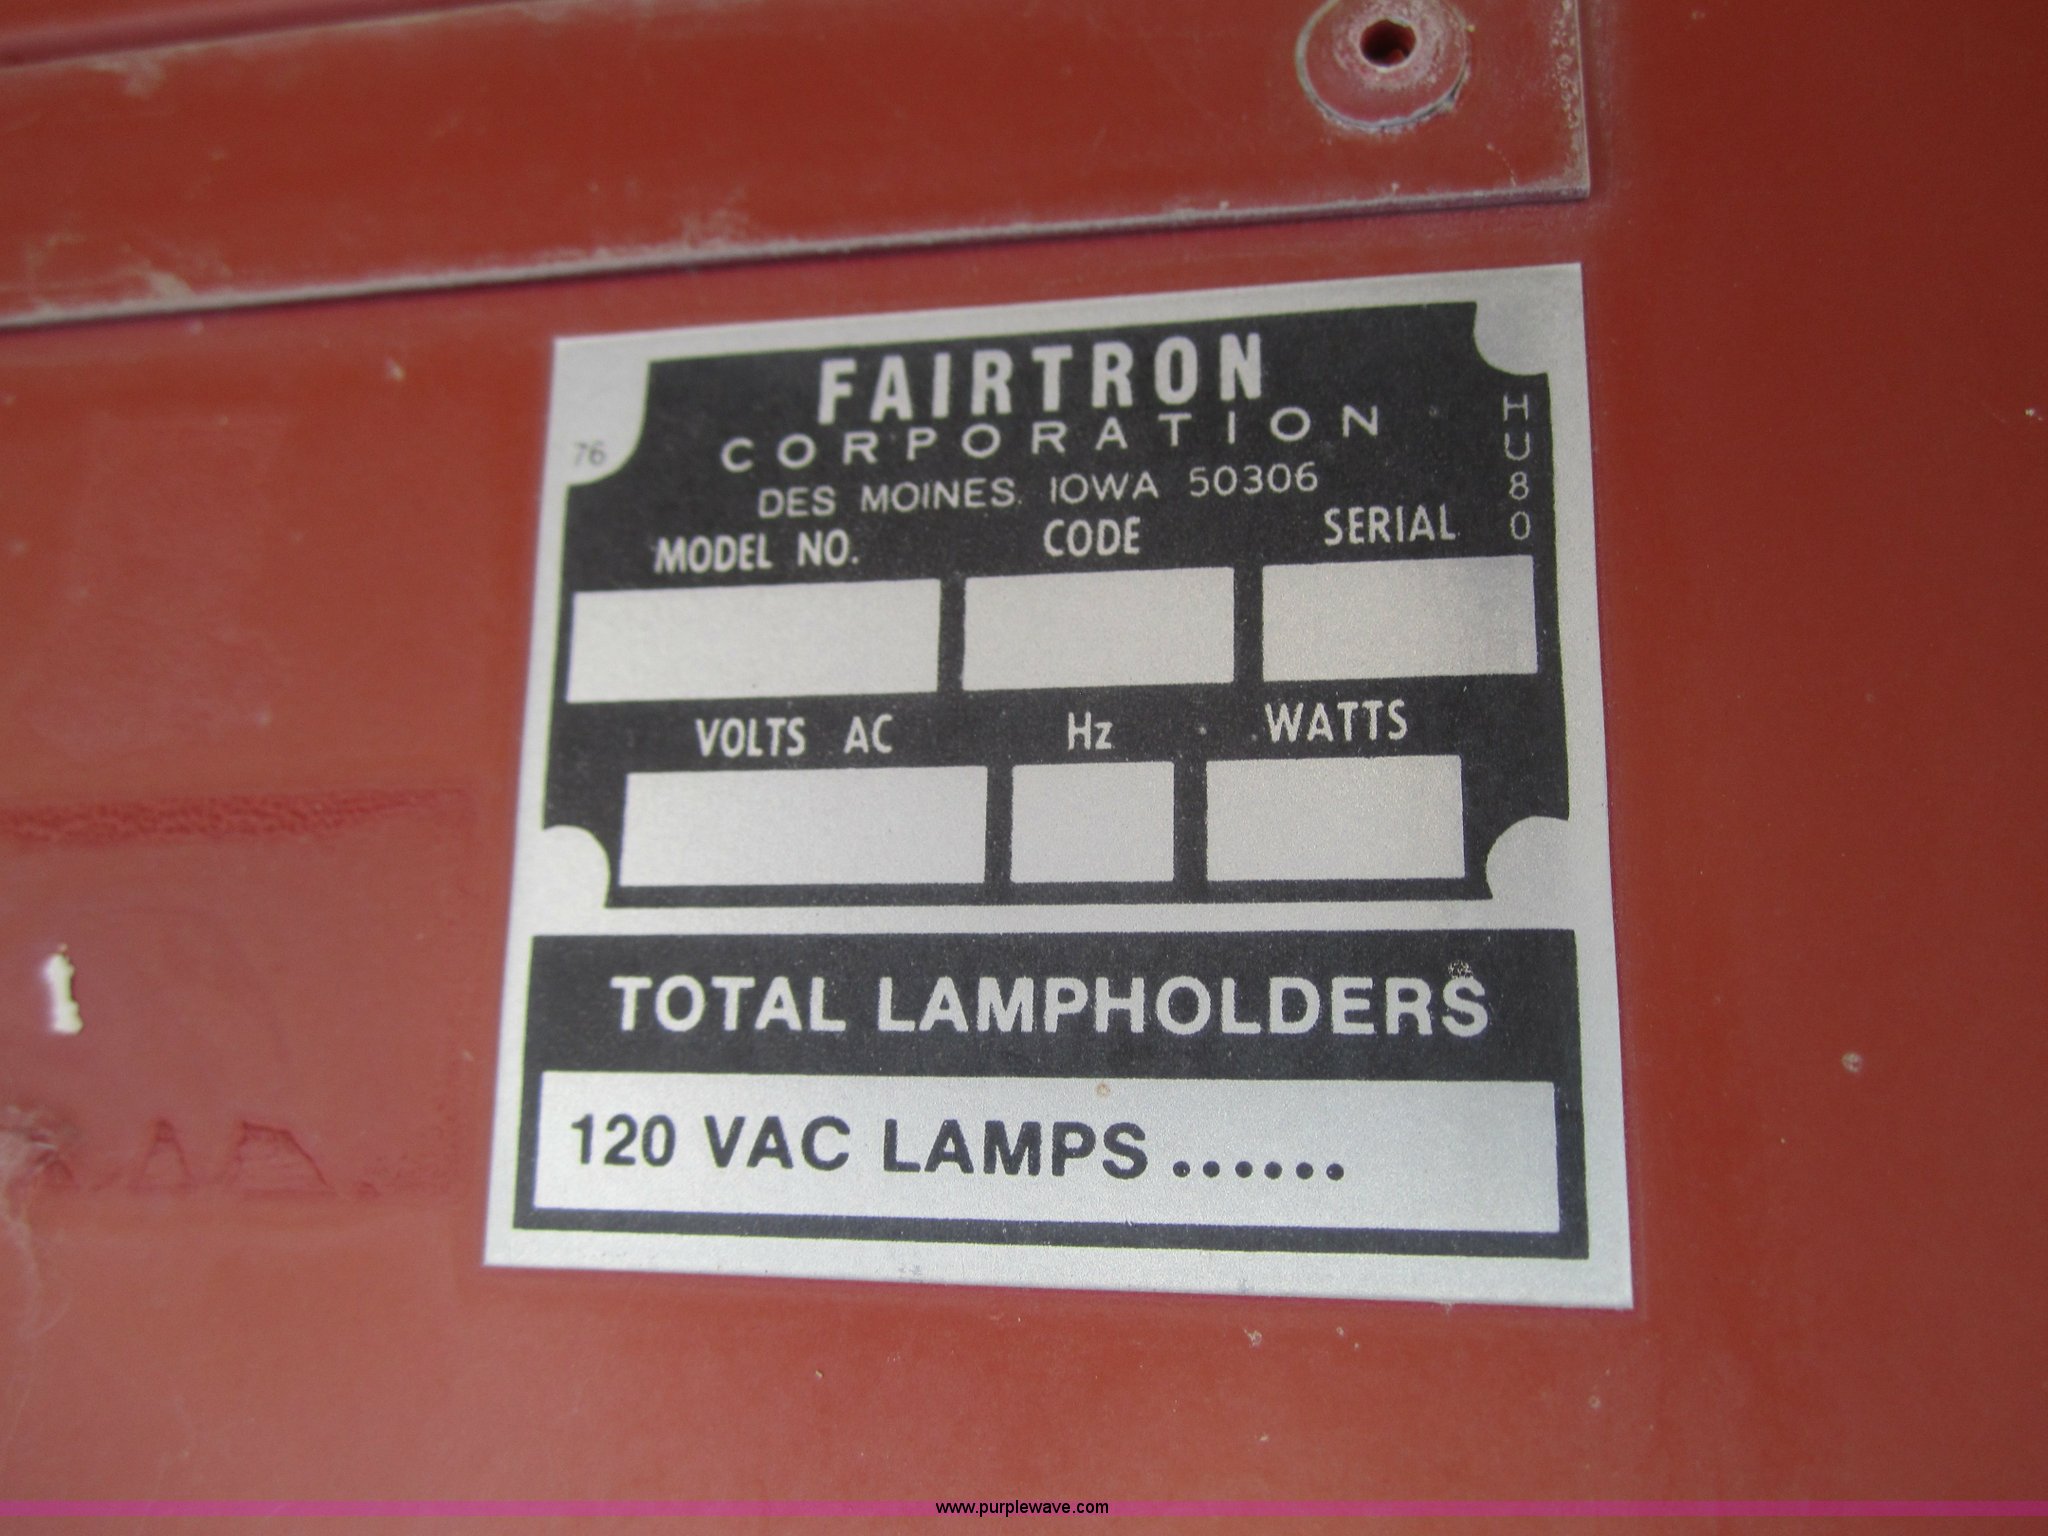 FAIRTRON
CORPORATION
76
DES MOINES, IOWA 50306
HU80
MODEL NO. CODE SERIAL
VOLTS AC Hz WATTS
TOTAL LAMPHOLDERS
120 VAC LAMPS......
www.purplewave.com